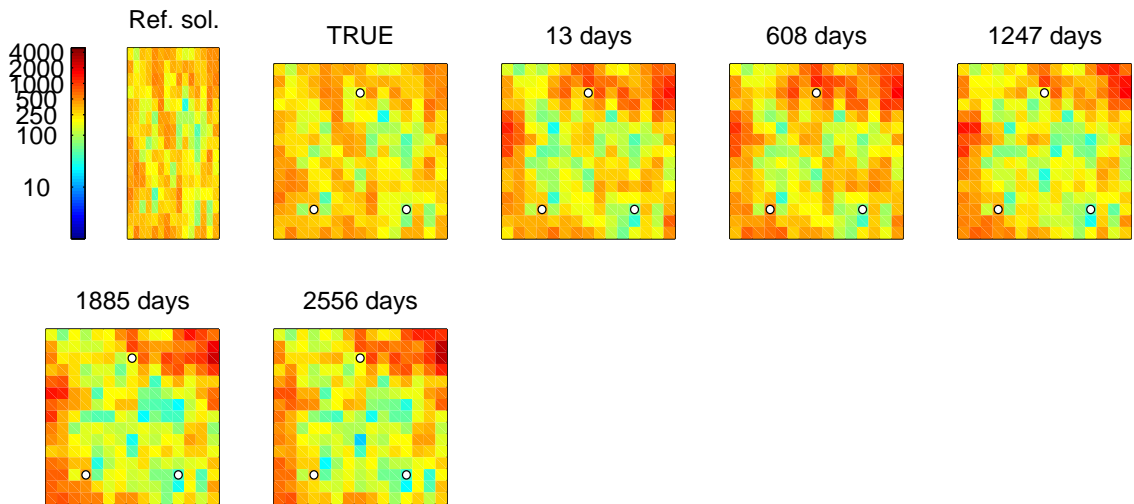 Ref. sol.
TRUE
13 days
608 days
1247 days
4000
2000
1000
500
250
100
10
1885 days
2556 days